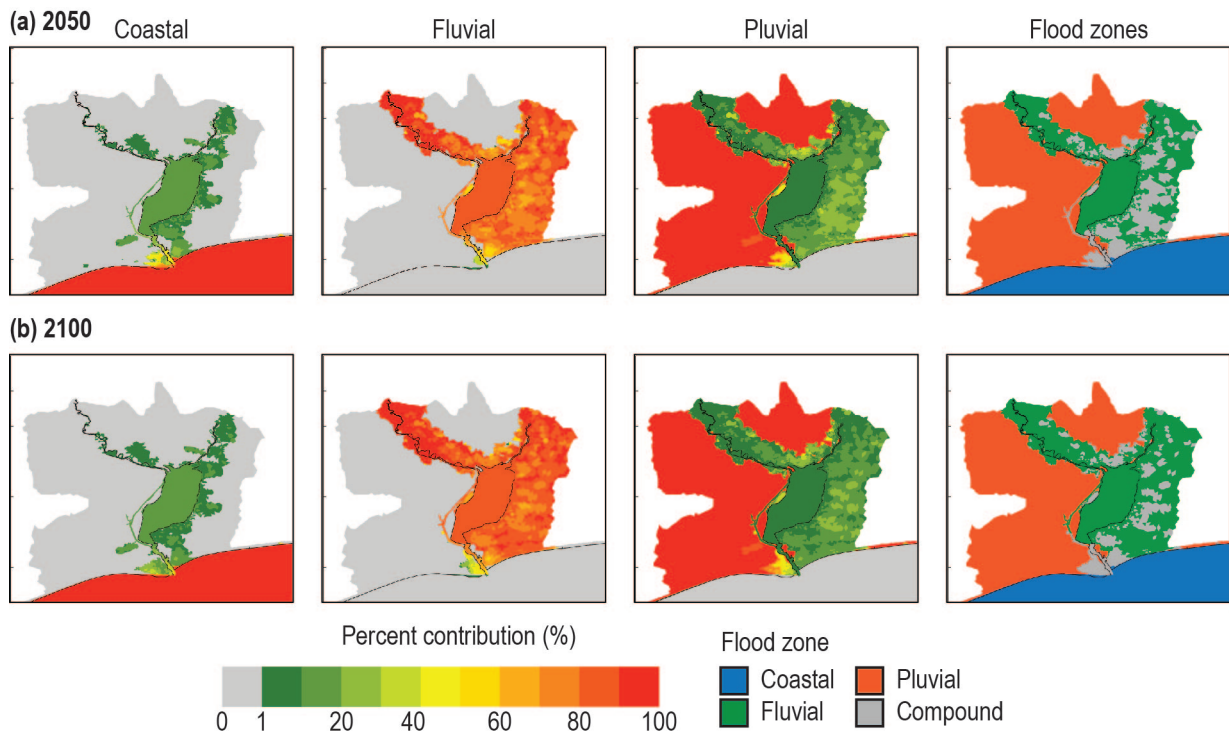 (a) 2050
Coastal
Fluvial
Pluvial
Flood zones
(b) 2100
Percent contribution (%)
0 1 20 40 60 80 100
Flood zone
Coastal
Pluvial
Fluvial
Compound